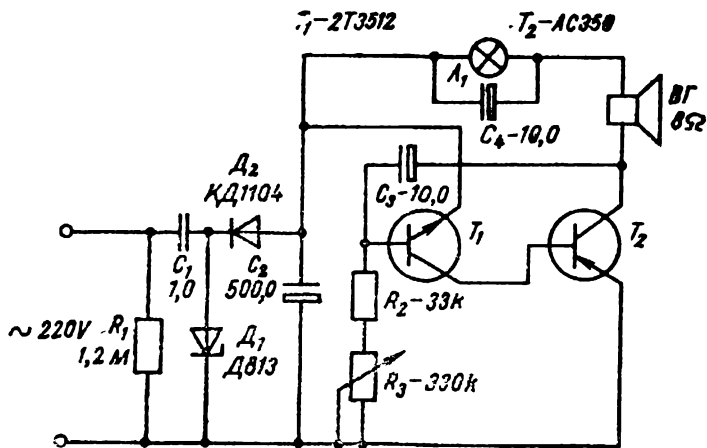 T₁-2T3512
T₂-AC350
Л₁
C₄-10,0
ВГ
8Ω
Д₂
КД1104
C₃-10,0
T₁
T₂
C₁
1,0
C₂
500,0
R₂-33k
~ 220V
R₁
1,2 м
Д₁
Д813
R₃-330k